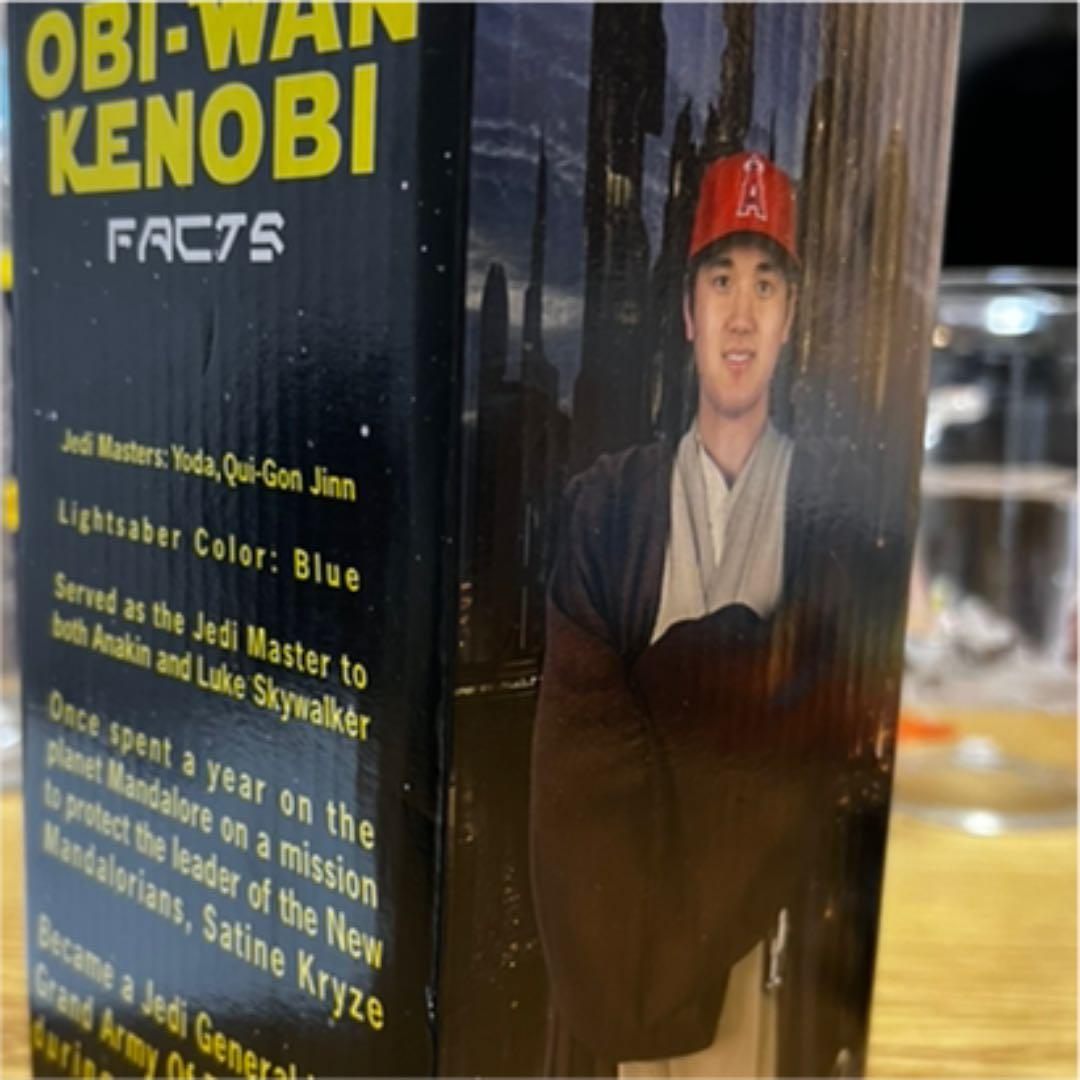 OBI-WAN
KENOBI
FACTS
Jedi Masters: Yoda, Qui-Gon Jinn
Lightsaber Color: Blue
Served as the Jedi Master to
both Anakin and Luke Skywalker
Once spent a year on the
planet Mandalore on a mission
to protect the leader of the New
Mandalorians, Satine Kryze
Became a Jedi General
Grand Army Of
during
A